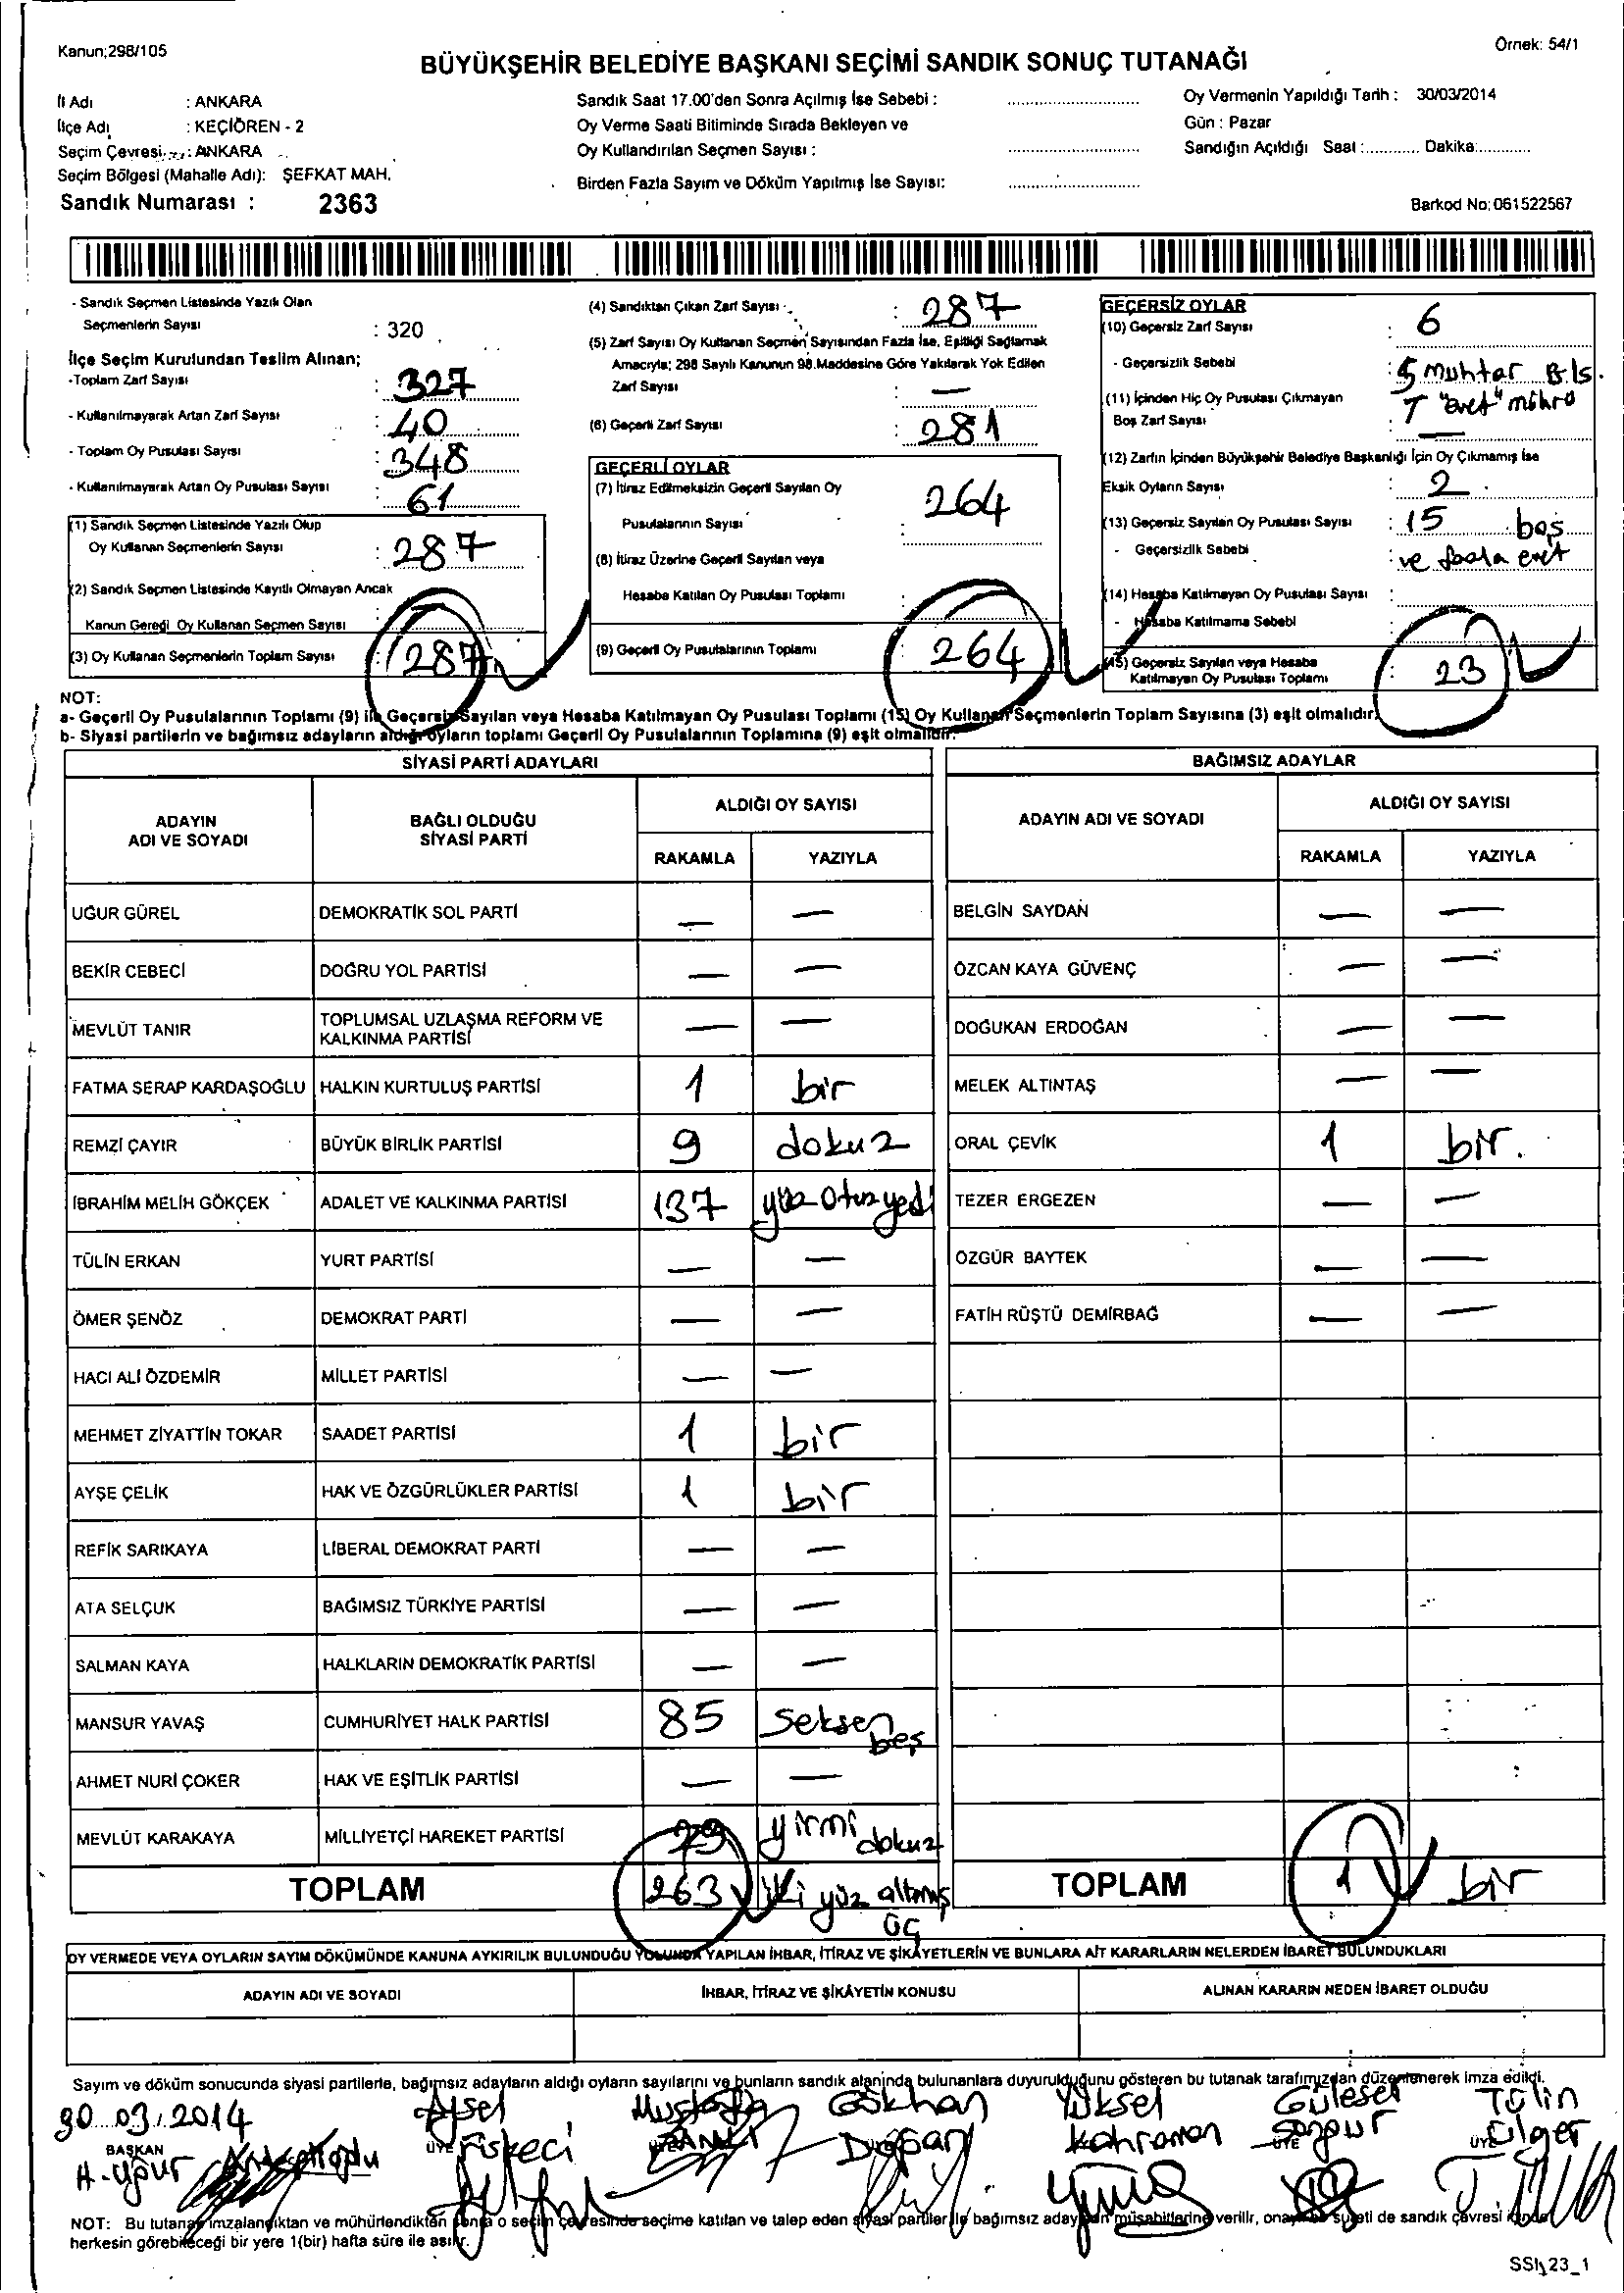 Kanun;298/105
Örnek: 54/1
BÜYÜKŞEHİR BELEDİYE BAŞKANI SEÇİMİ SANDIK SONUÇ TUTANAĞI
İl Adı : ANKARA
İlçe Adı : KEÇİÖREN - 2
Seçim Çevresi : ANKARA
Seçim Bölgesi (Mahalle Adı): ŞEFKAT MAH.
Sandık Numarası : 2363
Sandık Saat 17.00'den Sonra Açılmış İse Sebebi :
Oy Verme Saati Bitiminde Sırada Bekleyen ve
Oy Kullandırılan Seçmen Sayısı :
Birden Fazla Sayım ve Döküm Yapılmış İse Sayısı:
Oy Vermenin Yapıldığı Tarih : 30/03/2014
Gün : Pazar
Sandığın Açıldığı Saat :............ Dakika:............
Barkod No: 061522567
- Sandık Seçmen Listesinde Yazılı Olan
Seçmenlerin Sayısı : 320
İlçe Seçim Kurulundan Teslim Alınan;
-Toplam Zarf Sayısı : 327
- Kullanılmayarak Artan Zarf Sayısı : 40
- Toplam Oy Pusulası Sayısı : 348
- Kullanılmayarak Artan Oy Pusulası Sayısı : 61
(1) Sandık Seçmen Listesinde Yazılı Olup
Oy Kullanan Seçmenlerin Sayısı : 287
(2) Sandık Seçmen Listesinde Kayıtlı Olmayan Ancak
Kanun Gereği Oy Kullanan Seçmen Sayısı :
(3) Oy Kullanan Seçmenlerin Toplam Sayısı : 287
(4) Sandıktan Çıkan Zarf Sayısı : 287
(5) Zarf Sayısı Oy Kullanan Seçmen Sayısından Fazla İse, Eşitliği Sağlamak
Amacıyla; 298 Sayılı Kanunun 98.Maddesine Göre Yakılarak Yok Edilen
Zarf Sayısı : —
(6) Geçerli Zarf Sayısı : 281
GEÇERLİ OYLAR
(7) İtiraz Edilmeksizin Geçerli Sayılan Oy
Pusulalarının Sayısı : 264
(8) İtiraz Üzerine Geçerli Sayılan veya
Hesaba Katılan Oy Pusulası Toplamı :
(9) Geçerli Oy Pusulalarının Toplamı : 264
GEÇERSİZ OYLAR
(10) Geçersiz Zarf Sayısı : 6
- Geçersizlik Sebebi : 5 muhtar B.ls.
"evet" mührü
(11) İçinden Hiç Oy Pusulası Çıkmayan
Boş Zarf Sayısı : —
(12) Zarfın İçinden Büyükşehir Belediye Başkanlığı İçin Oy Çıkmamış İse
Eksik Oyların Sayısı : 2
(13) Geçersiz Sayılan Oy Pusulası Sayısı : 15 boş
- Geçersizlik Sebebi : ve fazla evet
(14) Hesaba Katılmayan Oy Pusulası Sayısı :
- Hesaba Katılmama Sebebi :
(15) Geçersiz Sayılan veya Hesaba
Katılmayan Oy Pusulası Toplamı : 23
NOT:
a- Geçerli Oy Pusulalarının Toplamı (9) ile Geçersiz Sayılan veya Hesaba Katılmayan Oy Pusulası Toplamı (15) Oy Kullanan Seçmenlerin Toplam Sayısına (3) eşit olmalıdır.
b- Siyasi partilerin ve bağımsız adayların aldığı oyların toplamı Geçerli Oy Pusulalarının Toplamına (9) eşit olmalıdır.
SİYASİ PARTİ ADAYLARI
ADAYIN ADI VE SOYADI BAĞLI OLDUĞU SİYASİ PARTİ ALDIĞI OY SAYISI
RAKAMLA YAZIYLA
UĞUR GÜREL DEMOKRATİK SOL PARTİ — —
BEKİR CEBECİ DOĞRU YOL PARTİSİ — —
MEVLÜT TANIR TOPLUMSAL UZLAŞMA REFORM VE KALKINMA PARTİSİ — —
FATMA SERAP KARDAŞOĞLU HALKIN KURTULUŞ PARTİSİ 1 bir
REMZİ ÇAYIR BÜYÜK BİRLİK PARTİSİ 9 dokuz
İBRAHİM MELİH GÖKÇEK ADALET VE KALKINMA PARTİSİ 137 yüz otuz yedi
TÜLİN ERKAN YURT PARTİSİ — —
ÖMER ŞENÖZ DEMOKRAT PARTİ — —
HACI ALİ ÖZDEMİR MİLLET PARTİSİ — —
MEHMET ZİYATTİN TOKAR SAADET PARTİSİ 1 bir
AYŞE ÇELİK HAK VE ÖZGÜRLÜKLER PARTİSİ 1 bir
REFİK SARIKAYA LİBERAL DEMOKRAT PARTİ — —
ATA SELÇUK BAĞIMSIZ TÜRKİYE PARTİSİ — —
SALMAN KAYA HALKLARIN DEMOKRATİK PARTİSİ — —
MANSUR YAVAŞ CUMHURİYET HALK PARTİSİ 85 seksen beş
AHMET NURİ ÇOKER HAK VE EŞİTLİK PARTİSİ — —
MEVLÜT KARAKAYA MİLLİYETÇİ HAREKET PARTİSİ 29 yirmi dokuz
TOPLAM 263 iki yüz altmış üç
BAĞIMSIZ ADAYLAR
ADAYIN ADI VE SOYADI ALDIĞI OY SAYISI
RAKAMLA YAZIYLA
BELGİN SAYDAN — —
ÖZCAN KAYA GÜVENÇ — —
DOĞUKAN ERDOĞAN — —
MELEK ALTINTAŞ — —
ORAL ÇEVİK 1 bir.
TEZER ERGEZEN — —
ÖZGÜR BAYTEK — —
FATİH RÜŞTÜ DEMİRBAĞ — —
TOPLAM 1 bir
OY VERMEDE VEYA OYLARIN SAYIM DÖKÜMÜNDE KANUNA AYKIRILIK BULUNDUĞU YOLUNDA YAPILAN İHBAR, İTİRAZ VE ŞİKÂYETLERİN VE BUNLARA AİT KARARLARIN NELERDEN İBARET BULUNDUKLARI
ADAYIN ADI VE SOYADI İHBAR, İTİRAZ VE ŞİKÂYETİN KONUSU ALINAN KARARIN NEDEN İBARET OLDUĞU
Sayım ve döküm sonucunda siyasi partilerle, bağımsız adayların aldığı oyların sayılarını ve bunların sandık alanında bulunanlara duyurulduğunu gösteren bu tutanak tarafımızdan düzenlenerek imza edildi.
30.03.2014 Aysel Mustafa Gökhan Yüksel Gülesel Tülin
BAŞKAN ÜYE Fişkeci Doğan Kahraman ÜYE ÜYE Ülger
A. Uğur
NOT: Bu tutanak imzalandıktan ve mühürlendikten sonra o seçim çevresinde seçime katılan ve talep eden siyasi partiler ile bağımsız adayların müşahitlerine verilir, onaylı bir sureti de sandık çevresi içinde
herkesin görebileceği bir yere 1(bir) hafta süre ile asılır.
SSI 23_1